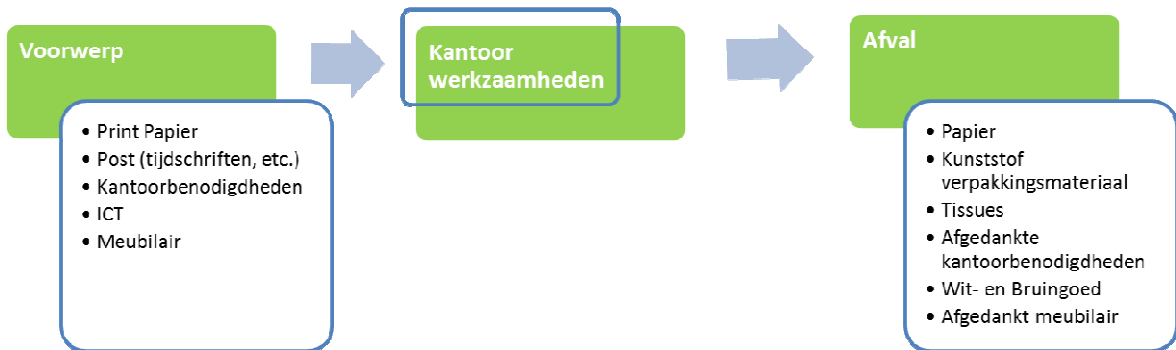 Voorwerp
• Print Papier
• Post (tijdschriften, etc.)
• Kantoorbenodigdheden
• ICT
• Meubilair
Kantoor
werkzaamheden
Afval
• Papier
• Kunststof
verpakkingsmateriaal
• Tissues
• Afgedankte
kantoorbenodigdheden
• Wit- en Bruingoed
• Afgedankt meubilair